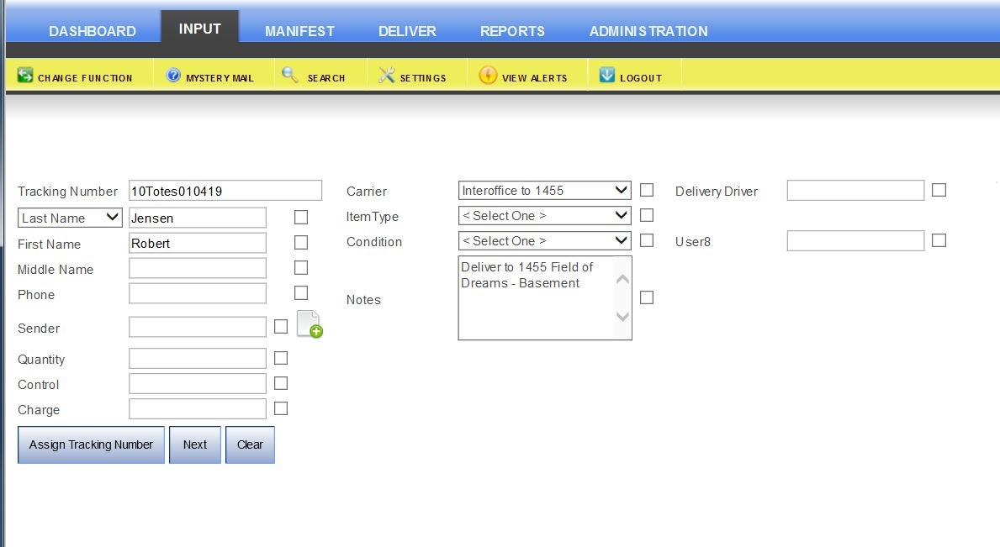 DASHBOARD INPUT MANIFEST DELIVER REPORTS ADMINISTRATION
CHANGE FUNCTION MYSTERY MAIL SEARCH SETTINGS VIEW ALERTS LOGOUT
Tracking Number 10Totes010419
Last Name Jensen
First Name Robert
Middle Name
Phone
Sender
Quantity
Control
Charge
Assign Tracking Number Next Clear
Carrier Interoffice to 1455
ItemType < Select One >
Condition < Select One >
Notes Deliver to 1455 Field of
Dreams - Basement
Delivery Driver
User8